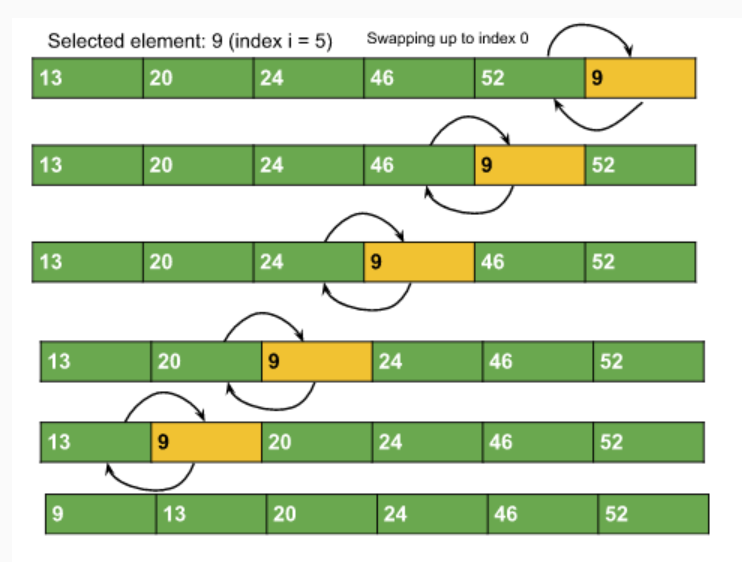 Selected element: 9 (index i = 5) Swapping up to index 0
13 20 24 46 52 9
13 20 24 46 9 52
13 20 24 9 46 52
13 20 9 24 46 52
13 9 20 24 46 52
9 13 20 24 46 52